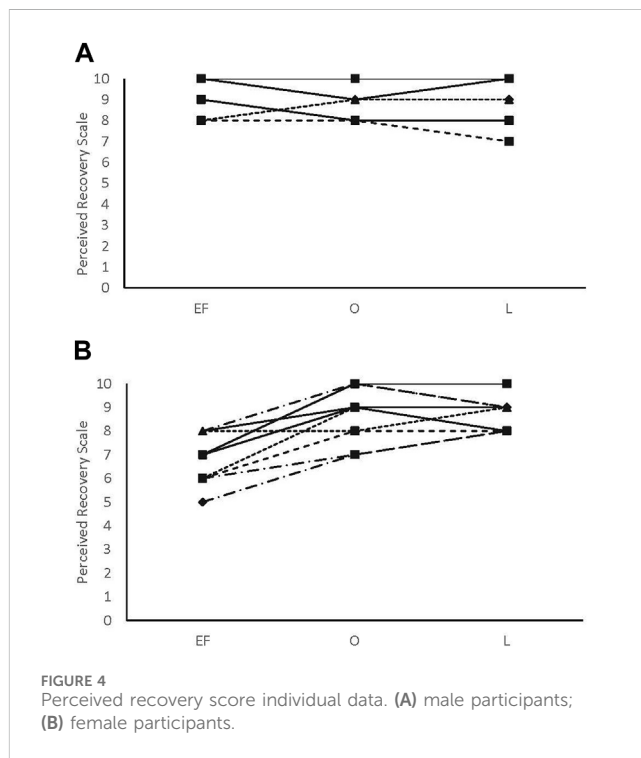 A
Perceived Recovery Scale
10
9
8
7
6
5
4
3
2
1
0
EF O L
B
Perceived Recovery Scale
10
9
8
7
6
5
4
3
2
1
0
EF O L
FIGURE 4
Perceived recovery score individual data. (A) male participants;
(B) female participants.